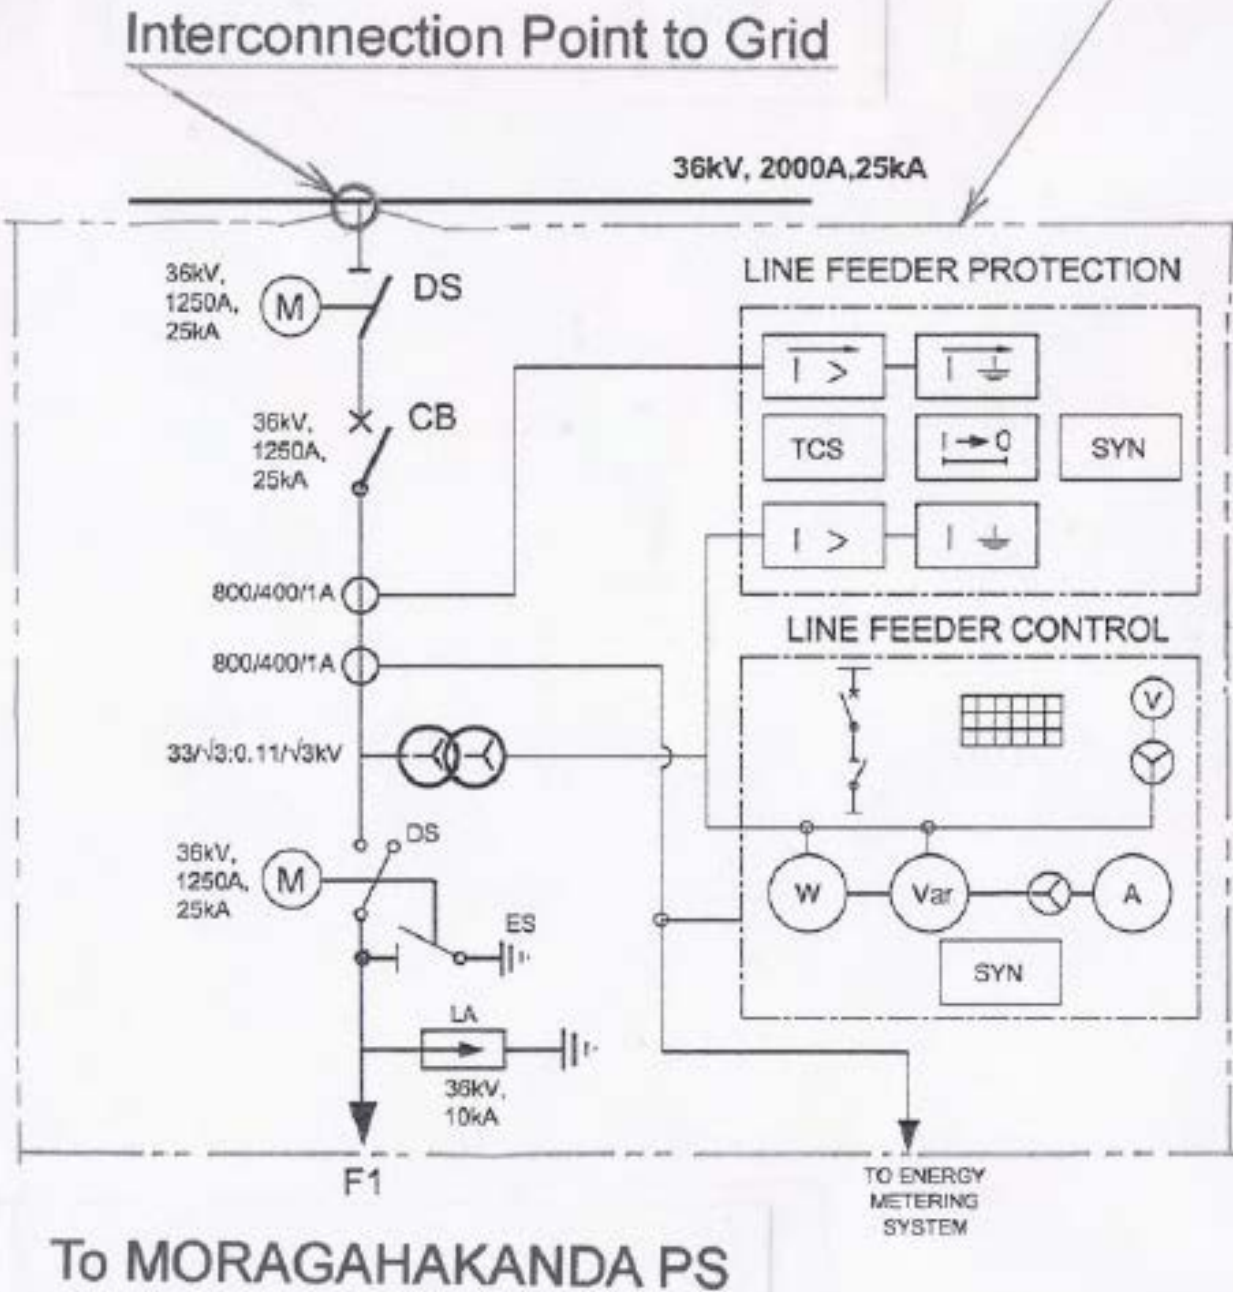 Interconnection Point to Grid
36kV, 2000A,25kA
36kV,
1250A,
25kA
M
DS
LINE FEEDER PROTECTION
I >
I
36kV,
1250A,
25kA
CB
TCS
I → 0
SYN
I >
I
800/400/1A
LINE FEEDER CONTROL
800/400/1A
V
33/√3:0.11/√3kV
DS
36kV,
1250A,
25kA
M
W
Var
A
ES
SYN
LA
36kV,
10kA
F1
TO ENERGY
METERING
SYSTEM
To MORAGAHAKANDA PS